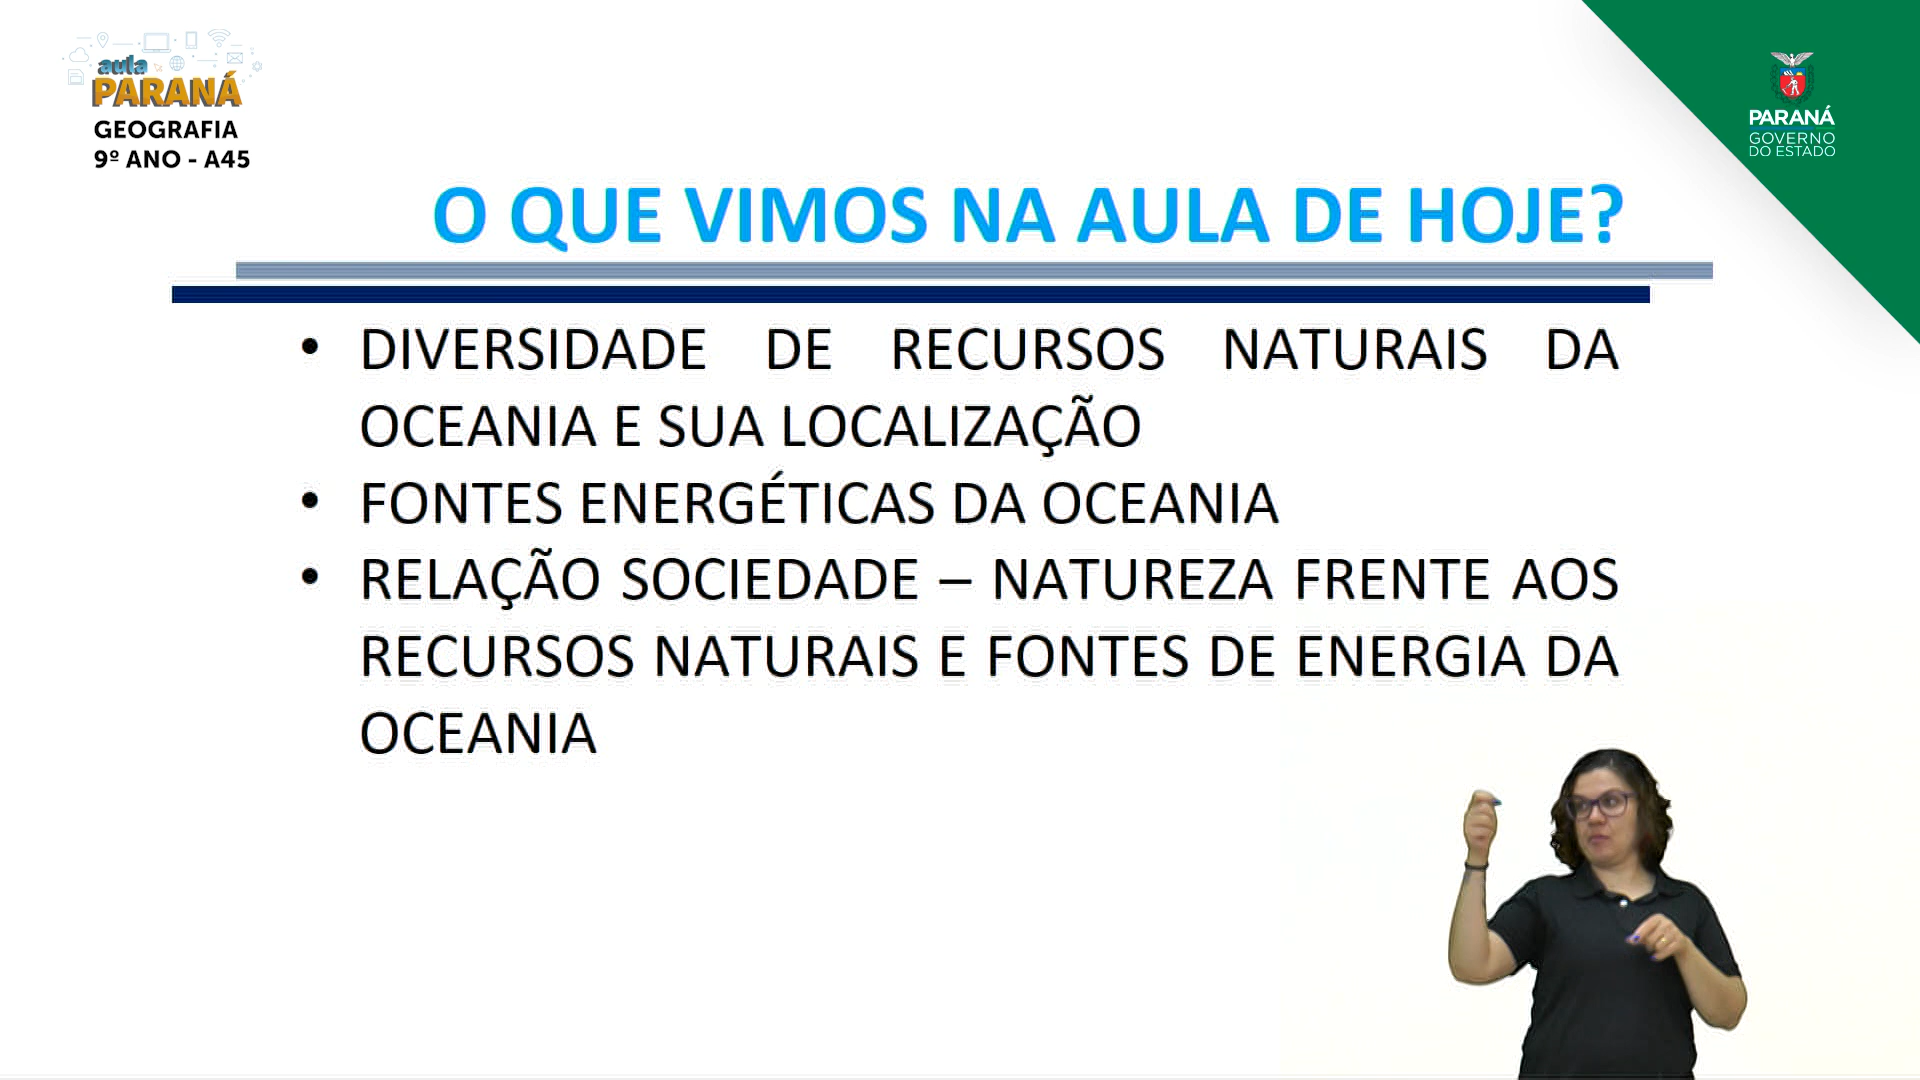 aula
PARANÁ
GEOGRAFIA
9º ANO - A45
PARANÁ
GOVERNO
DO ESTADO
O QUE VIMOS NA AULA DE HOJE?
• DIVERSIDADE DE RECURSOS NATURAIS DA
OCEANIA E SUA LOCALIZAÇÃO
• FONTES ENERGÉTICAS DA OCEANIA
• RELAÇÃO SOCIEDADE – NATUREZA FRENTE AOS
RECURSOS NATURAIS E FONTES DE ENERGIA DA
OCEANIA